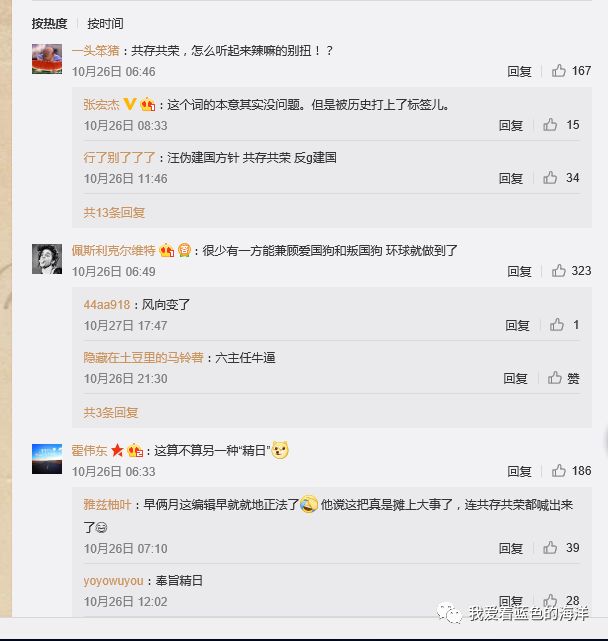 按热度 按时间
一头笨猪：共存共荣，怎么听起来辣嘛的别扭！？
10月26日 06:46 回复 167
张宏杰：这个词的本意其实没问题。但是被历史打上了标签儿。
10月26日 08:33 回复 15
行了别了了了：汪伪建国方针 共存共荣 反g建国
10月26日 11:46 回复 34
共13条回复
佩斯利克尔维特：很少有一方能兼顾爱国狗和叛国狗 环球就做到了
10月26日 06:49 回复 323
44aa918：风向变了
10月27日 17:47 回复 1
隐藏在土豆里的马铃薯：六主任牛逼
10月26日 21:30 回复 赞
共3条回复
霍伟东：这算不算另一种“精日”
10月26日 06:33 回复 186
雅兹柚叶：早俩月这编辑早就就地正法了 他谠这把真是摊上大事了，连共存共荣都喊出来
了
10月26日 07:10 回复 39
yoyowuyou：奉旨精日
10月26日 12:02 回复 28
我爱看蓝色的海洋